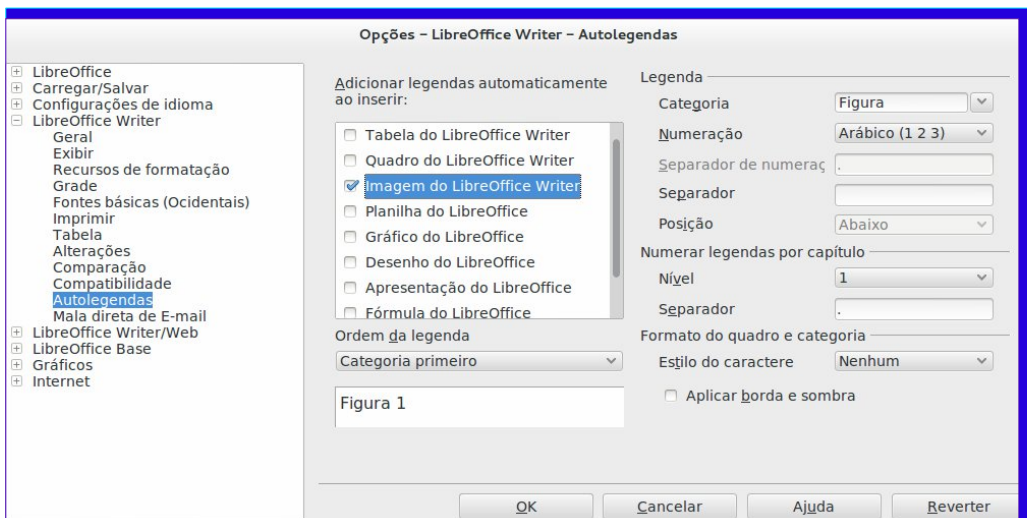 Opções – LibreOffice Writer – Autolegendas
LibreOffice
Carregar/Salvar
Configurações de idioma
LibreOffice Writer
Geral
Exibir
Recursos de formatação
Grade
Fontes básicas (Ocidentais)
Imprimir
Tabela
Alterações
Comparação
Compatibilidade
Autolegendas
Mala direta de E-mail
LibreOffice Writer/Web
LibreOffice Base
Gráficos
Internet
Adicionar legendas automaticamente
ao inserir:
Tabela do LibreOffice Writer
Quadro do LibreOffice Writer
Imagem do LibreOffice Writer
Planilha do LibreOffice
Gráfico do LibreOffice
Desenho do LibreOffice
Apresentação do LibreOffice
Fórmula do LibreOffice
Ordem da legenda
Categoria primeiro
Figura 1
Legenda
Categoria Figura
Numeração Arábico (1 2 3)
Separador de numeraç .
Separador
Posição Abaixo
Numerar legendas por capítulo
Nível 1
Separador .
Formato do quadro e categoria
Estilo do caractere Nenhum
Aplicar borda e sombra
OK Cancelar Ajuda Reverter